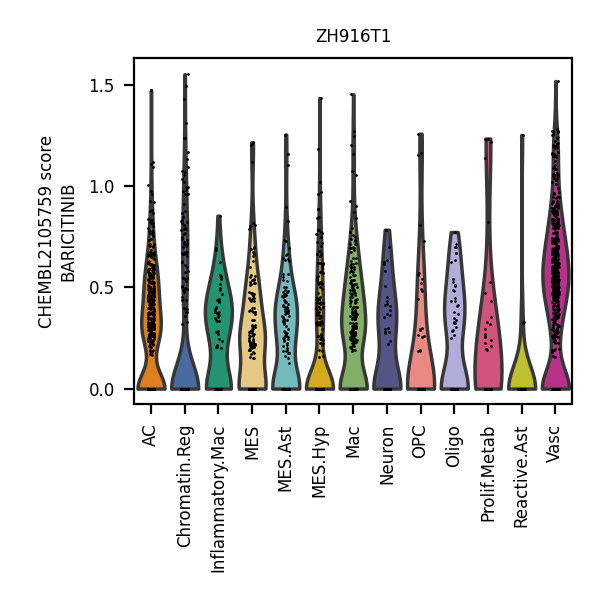 ZH916T1
CHEMBL2105759 score
BARICITINIB
1.5
1.0
0.5
0.0
AC
Chromatin.Reg
Inflammatory.Mac
MES
MES.Ast
MES.Hyp
Mac
Neuron
OPC
Oligo
Prolif.Metab
Reactive.Ast
Vasc